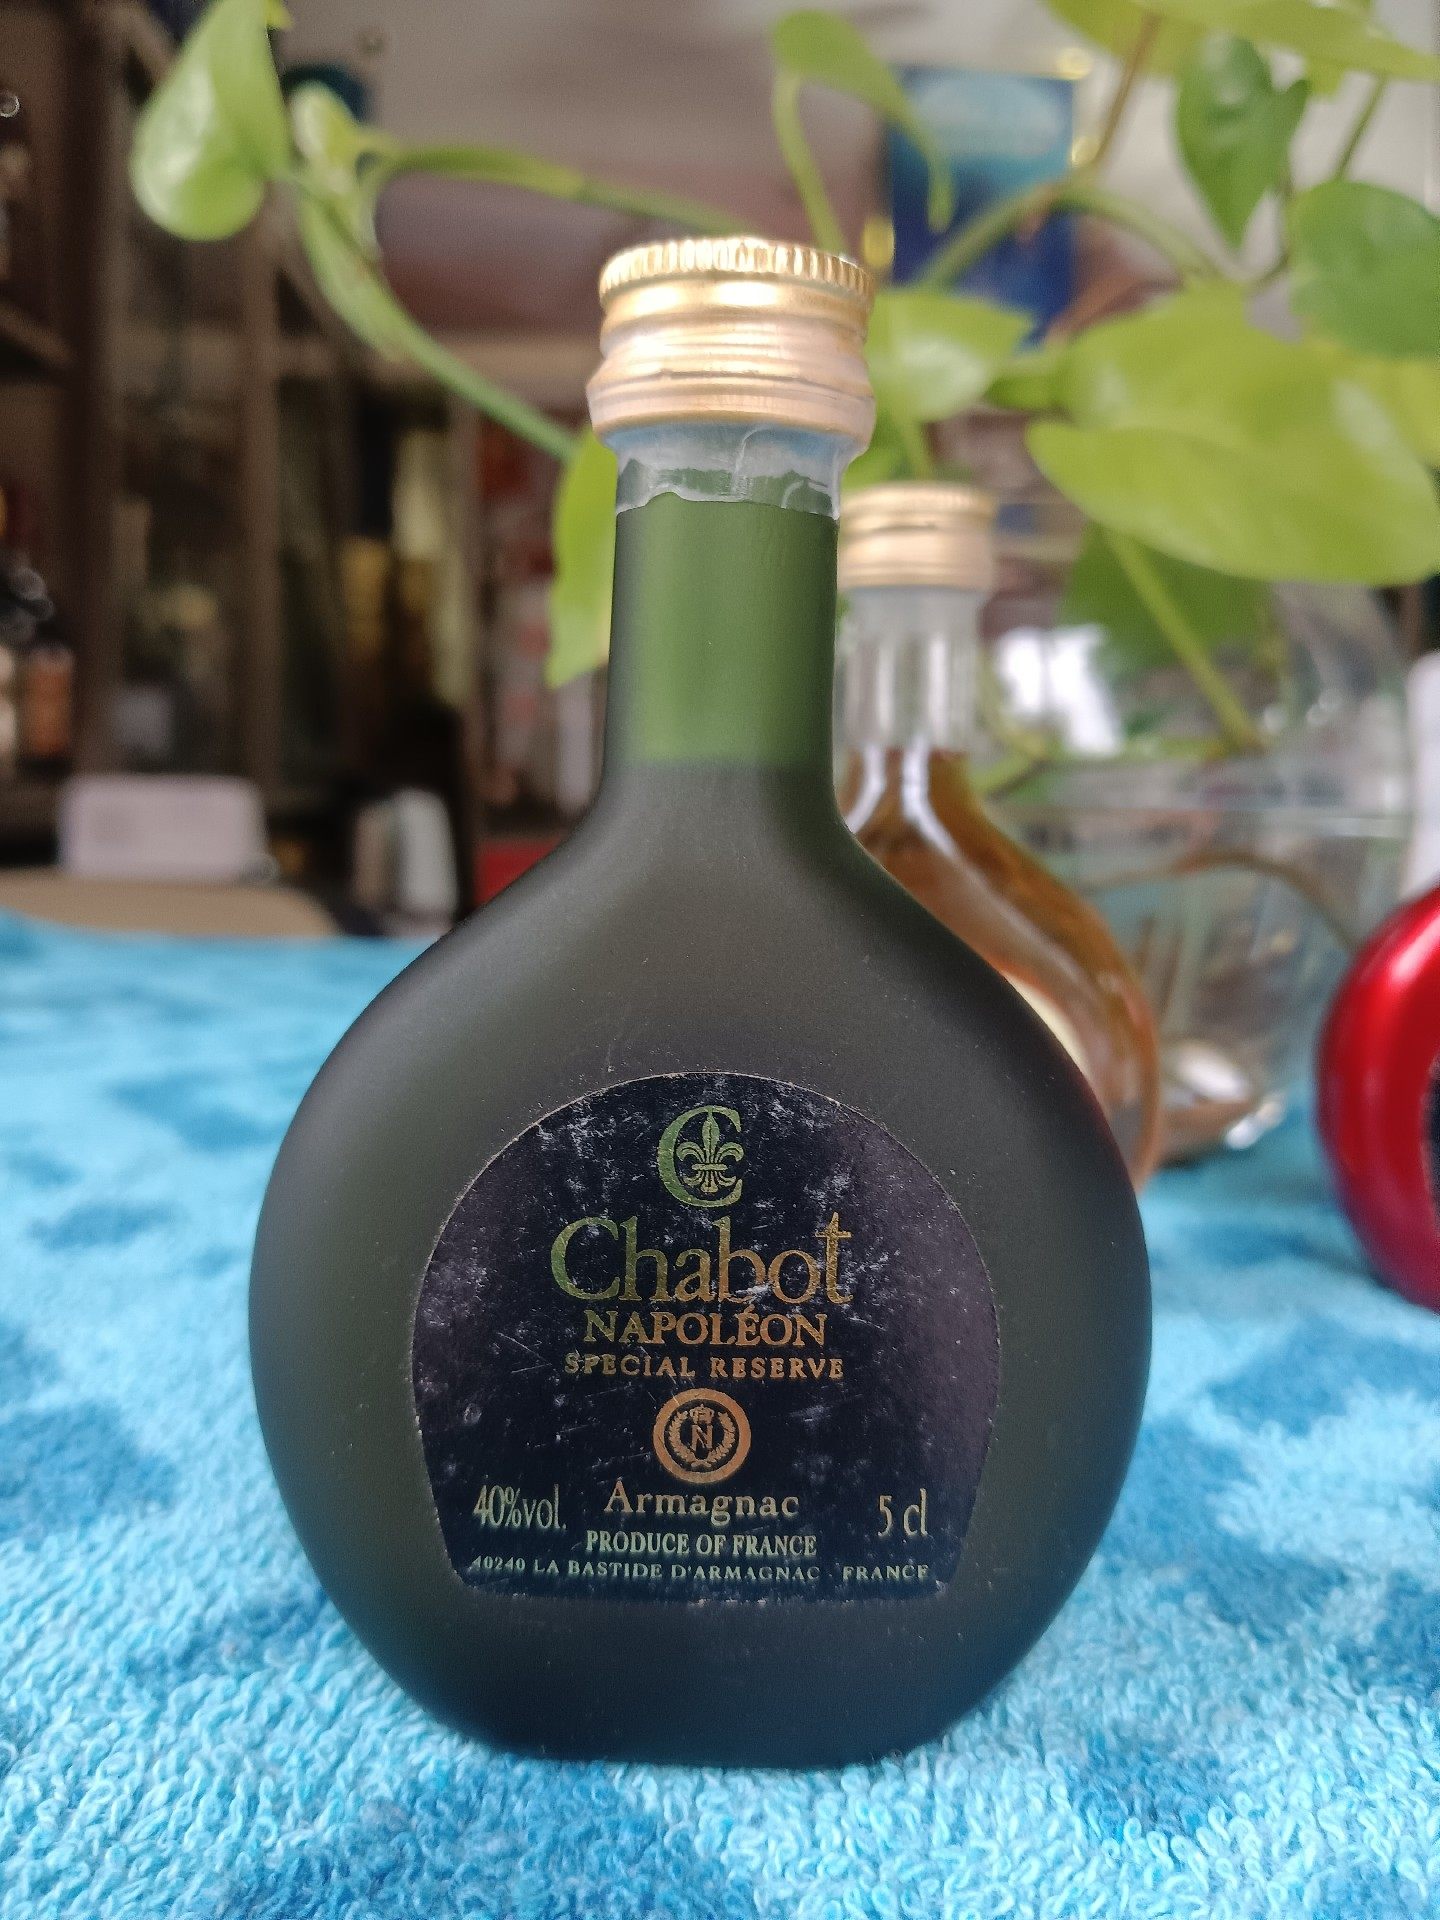 C
Chabot
NAPOLÉON
SPECIAL RESERVE
N
Armagnac
40%vol. 5 cl
PRODUCE OF FRANCE
40240 LA BASTIDE D'ARMAGNAC - FRANCE